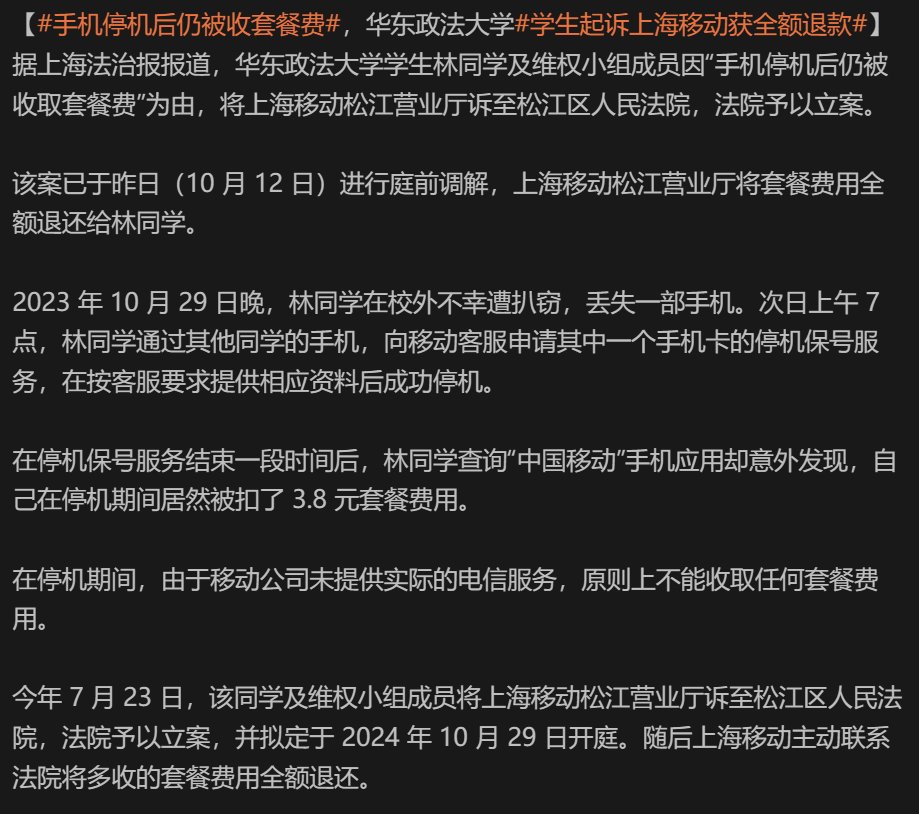 【#手机停机后仍被收套餐费#，华东政法大学#学生起诉上海移动获全额退款#】
据上海法治报报道，华东政法大学学生林同学及维权小组成员因“手机停机后仍被
收取套餐费”为由，将上海移动松江营业厅诉至松江区人民法院，法院予以立案。
该案已于昨日（10 月 12 日）进行庭前调解，上海移动松江营业厅将套餐费用全
额退还给林同学。
2023 年 10 月 29 日晚，林同学在校外不幸遭扒窃，丢失一部手机。次日上午 7
点，林同学通过其他同学的手机，向移动客服申请其中一个手机卡的停机保号服
务，在按客服要求提供相应资料后成功停机。
在停机保号服务结束一段时间后，林同学查询“中国移动”手机应用却意外发现，自
己在停机期间居然被扣了 3.8 元套餐费用。
在停机期间，由于移动公司未提供实际的电信服务，原则上不能收取任何套餐费
用。
今年 7 月 23 日，该同学及维权小组成员将上海移动松江营业厅诉至松江区人民法
院，法院予以立案，并拟定于 2024 年 10 月 29 日开庭。随后上海移动主动联系
法院将多收的套餐费用全额退还。